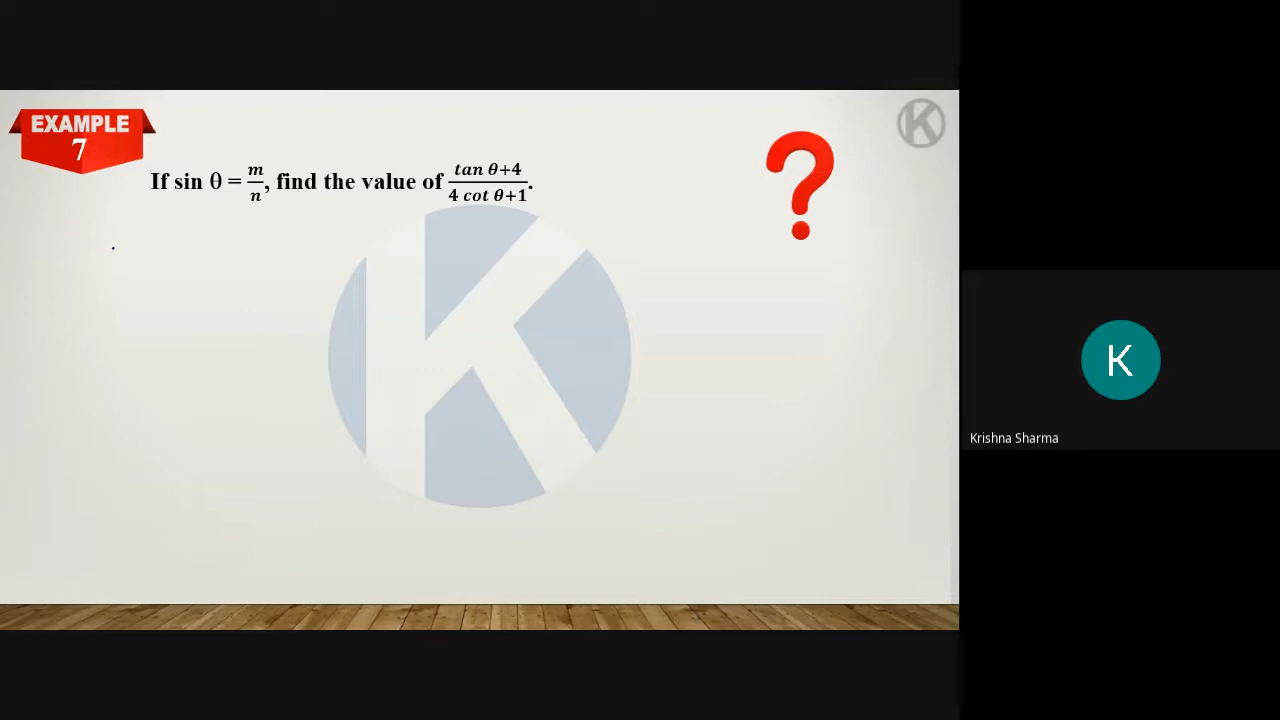 EXAMPLE
7
If sin θ = m/n, find the value of tan θ+4/4 cot θ+1.
K
K
K
Krishna Sharma